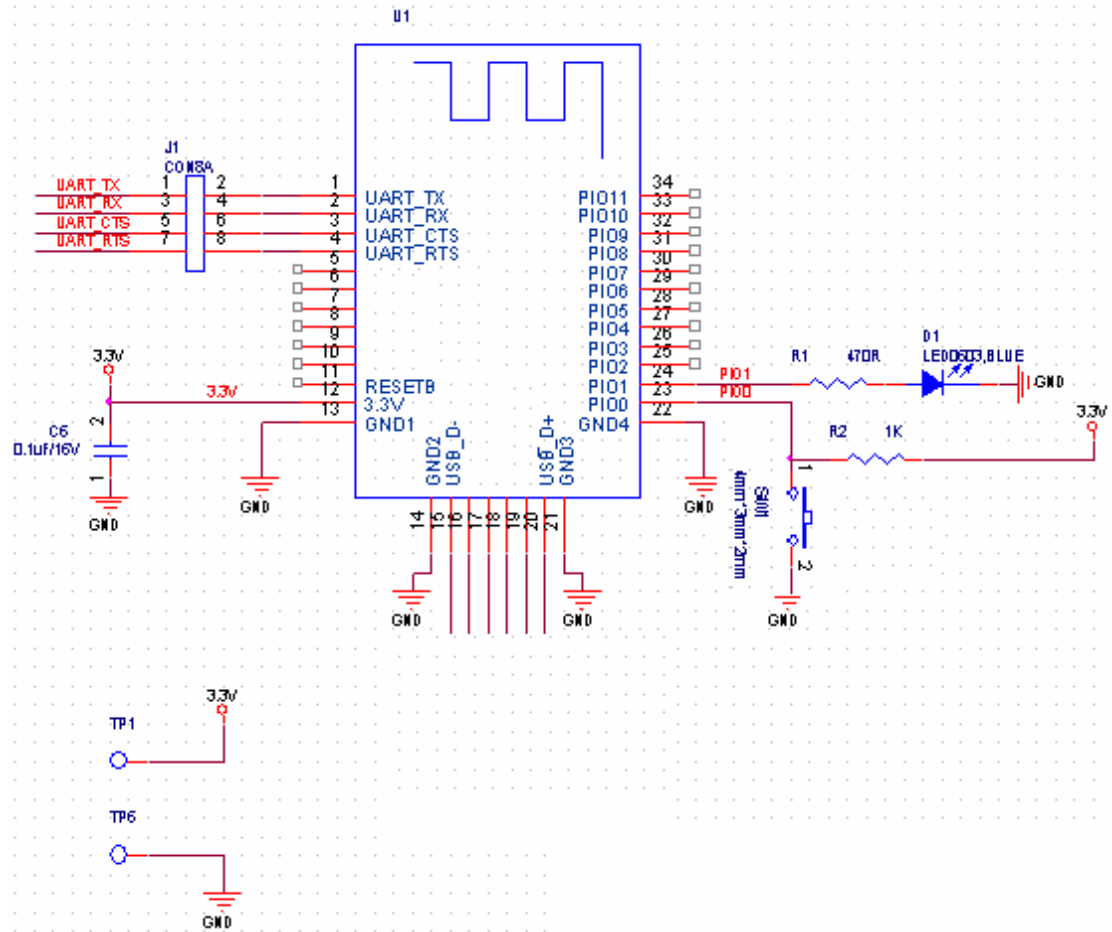 U1
J1
CON8A
UART_TX 1 2 1 UART_TX
UART_RX 3 4 2 UART_RX
UART_CTS 5 6 3 UART_CTS
UART_RTS 7 8 4 UART_RTS
5
6
7
8
9
10
11 RESETB
3.3V 12 3.3V
13 GND1
34 PIO11
33 PIO10
32 PIO9
31 PIO8
30 PIO7
29 PIO6
28 PIO5
27 PIO4
26 PIO3
25 PIO2
24 PIO1
23 PIO0
22 GND4
GND2
USB_D-
USB_D+
GND3
14 15 16 17 18 19 20 21
3.3V
2
C6
0.1uF/16V
1
GND
GND
GND
GND
GND
PIO1
PIO0
R1 470R
D1
LED0603,BLUE
GND
3.3V
R2 1K
1
SW1
4mm*3mm*2mm
2
GND
3.3V
TP1
TP6
GND